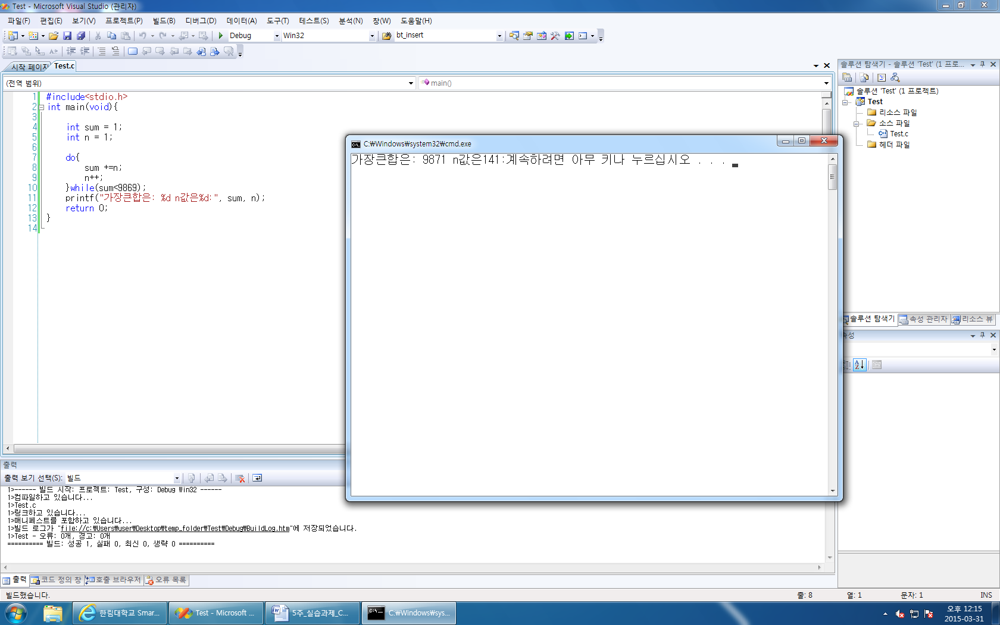 Test - Microsoft Visual Studio (관리자)
파일(F) 편집(E) 보기(V) 프로젝트(P) 빌드(B) 디버그(D) 데이터(A) 도구(T) 테스트(S) 분석(N) 창(W) 도움말(H)
Debug Win32 bt_insert
시작 페이지 Test.c
(전역 범위) main()
1 #include<stdio.h>
2 int main(void){
3
4 int sum = 1;
5 int n = 1;
6
7 do{
8 sum +=n;
9 n++;
10 }while(sum<9869);
11 printf("가장큰합은: %d n값은%d:", sum, n);
12 return 0;
13 }
14
C:\Windows\system32\cmd.exe
가장큰합은: 9871 n값은141:계속하려면 아무 키나 누르십시오 . . .
솔루션 탐색기 - 솔루션 'Test' (1 프로...
솔루션 'Test' (1 프로젝트)
Test
리소스 파일
소스 파일
Test.c
헤더 파일
솔루션 탐색기 속성 관리자 리소스 뷰
속성
출력
출력 보기 선택(S): 빌드
1>------ 빌드 시작: 프로젝트: Test, 구성: Debug Win32 ------
1>컴파일하고 있습니다...
1>Test.c
1>링크하고 있습니다...
1>매니페스트를 포함하고 있습니다...
1>빌드 로그가 "file://c:\Users\user\Desktop\temp_folder\Test\Debug\BuildLog.htm"에 저장되었습니다.
1>Test - 오류: 0개, 경고: 0개
========== 빌드: 성공 1, 실패 0, 최신 0, 생략 0 ==========
출력 코드 정의 창 호출 브라우저 오류 목록
빌드했습니다. 줄: 8 열: 1 문자: 1 INS
한림대학교 Smar... Test - Microsoft ... 5주_실습과제_C... C:\Windows\sys...
오후 12:15
2015-03-31